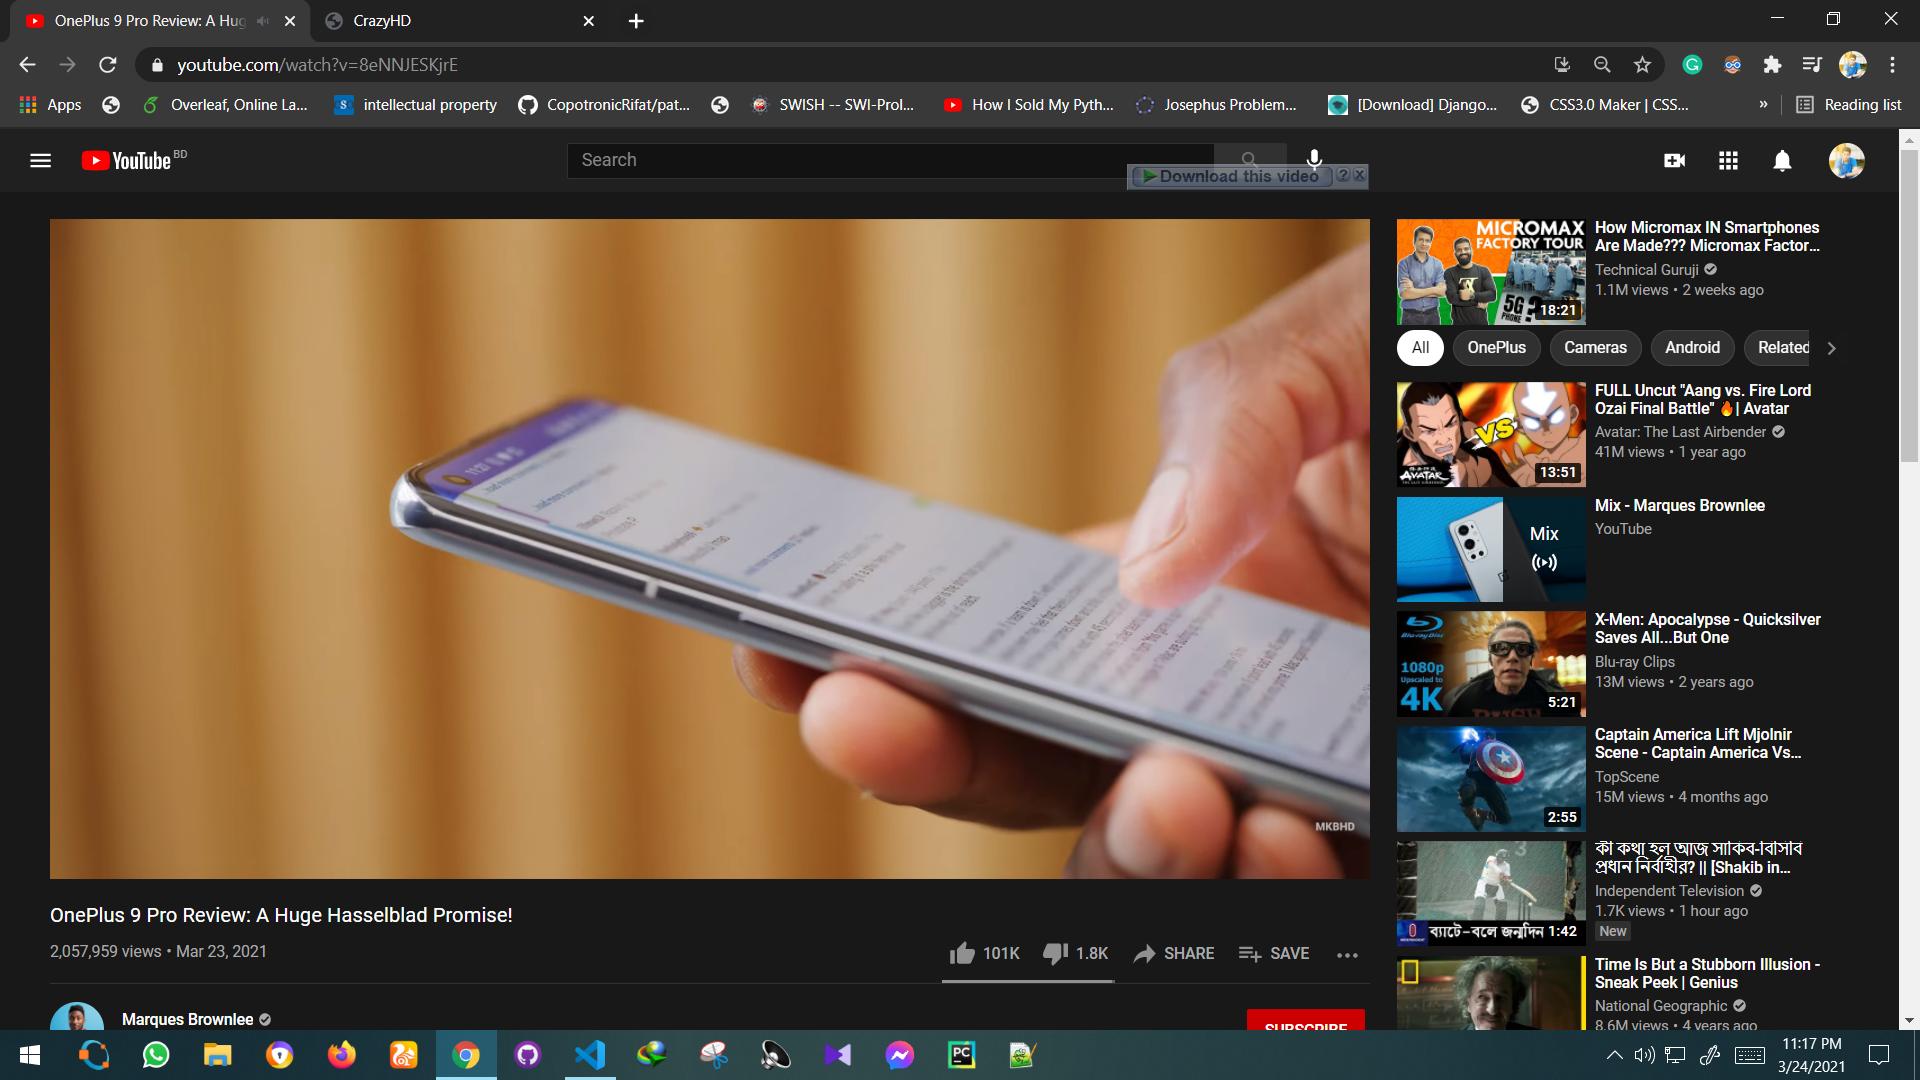 OnePlus 9 Pro Review: A Hug
CrazyHD
youtube.com/watch?v=8eNNJESKjrE
Apps
Overleaf, Online La...
intellectual property
CopotronicRifat/pat...
SWISH -- SWI-Prol...
How I Sold My Pyth...
Josephus Problem...
[Download] Django...
CSS3.0 Maker | CSS...
»
Reading list
YouTube BD
Search
Download this video
MKBHD
OnePlus 9 Pro Review: A Huge Hasselblad Promise!
2,057,959 views • Mar 23, 2021
101K
1.8K
SHARE
SAVE
Marques Brownlee
SUBSCRIBE
MICROMAX
FACTORY TOUR
5G ?
PHONE
18:21
How Micromax IN Smartphones
Are Made??? Micromax Factor...
Technical Guruji
1.1M views • 2 weeks ago
All
OnePlus
Cameras
Android
Related
VS
AVATAR
13:51
FULL Uncut "Aang vs. Fire Lord
Ozai Final Battle" 🔥| Avatar
Avatar: The Last Airbender
41M views • 1 year ago
Mix
Mix - Marques Brownlee
YouTube
Blu-ray Disc
1080p
Upscaled to
4K
5:21
X-Men: Apocalypse - Quicksilver
Saves All...But One
Blu-ray Clips
13M views • 2 years ago
2:55
Captain America Lift Mjolnir
Scene - Captain America Vs...
TopScene
15M views • 4 months ago
ব্যাটে-বলে জন্মদিন 1:42
কী কথা হল আজ সাকিব-বিসিবি
প্রধান নির্বাহীর? || [Shakib in...
Independent Television
1.7K views • 1 hour ago
New
Time Is But a Stubborn Illusion -
Sneak Peek | Genius
National Geographic
8.6M views • 4 years ago
PC
11:17 PM
3/24/2021